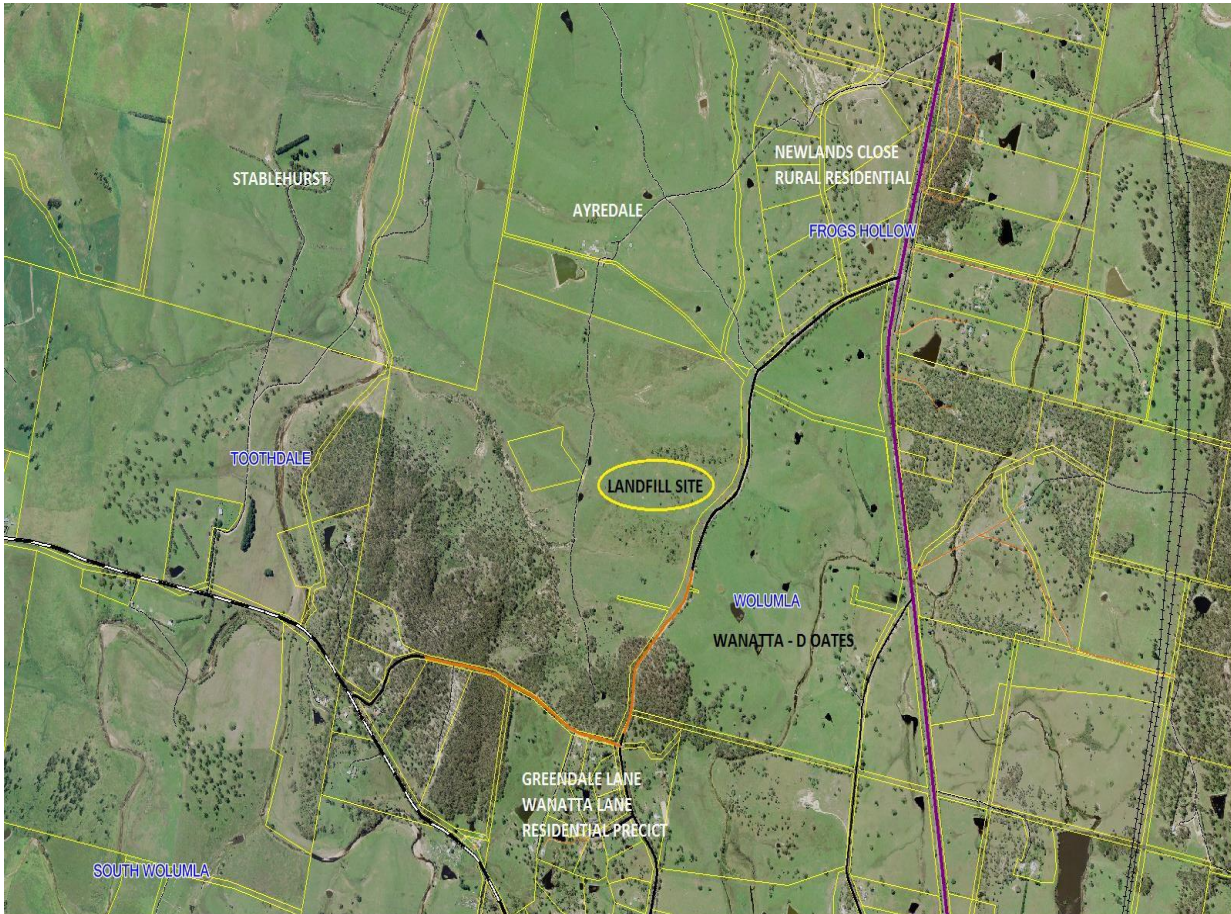 NEWLANDS CLOSE
RURAL RESIDENTIAL
STABLEHURST
AYREDALE
FROGS HOLLOW
TOOTHDALE
LANDFILL SITE
WOLUMLA
WANATTA - D OATES
GREENDALE LANE
WANATTA LANE
RESIDENTIAL PRECICT
SOUTH WOLUMLA